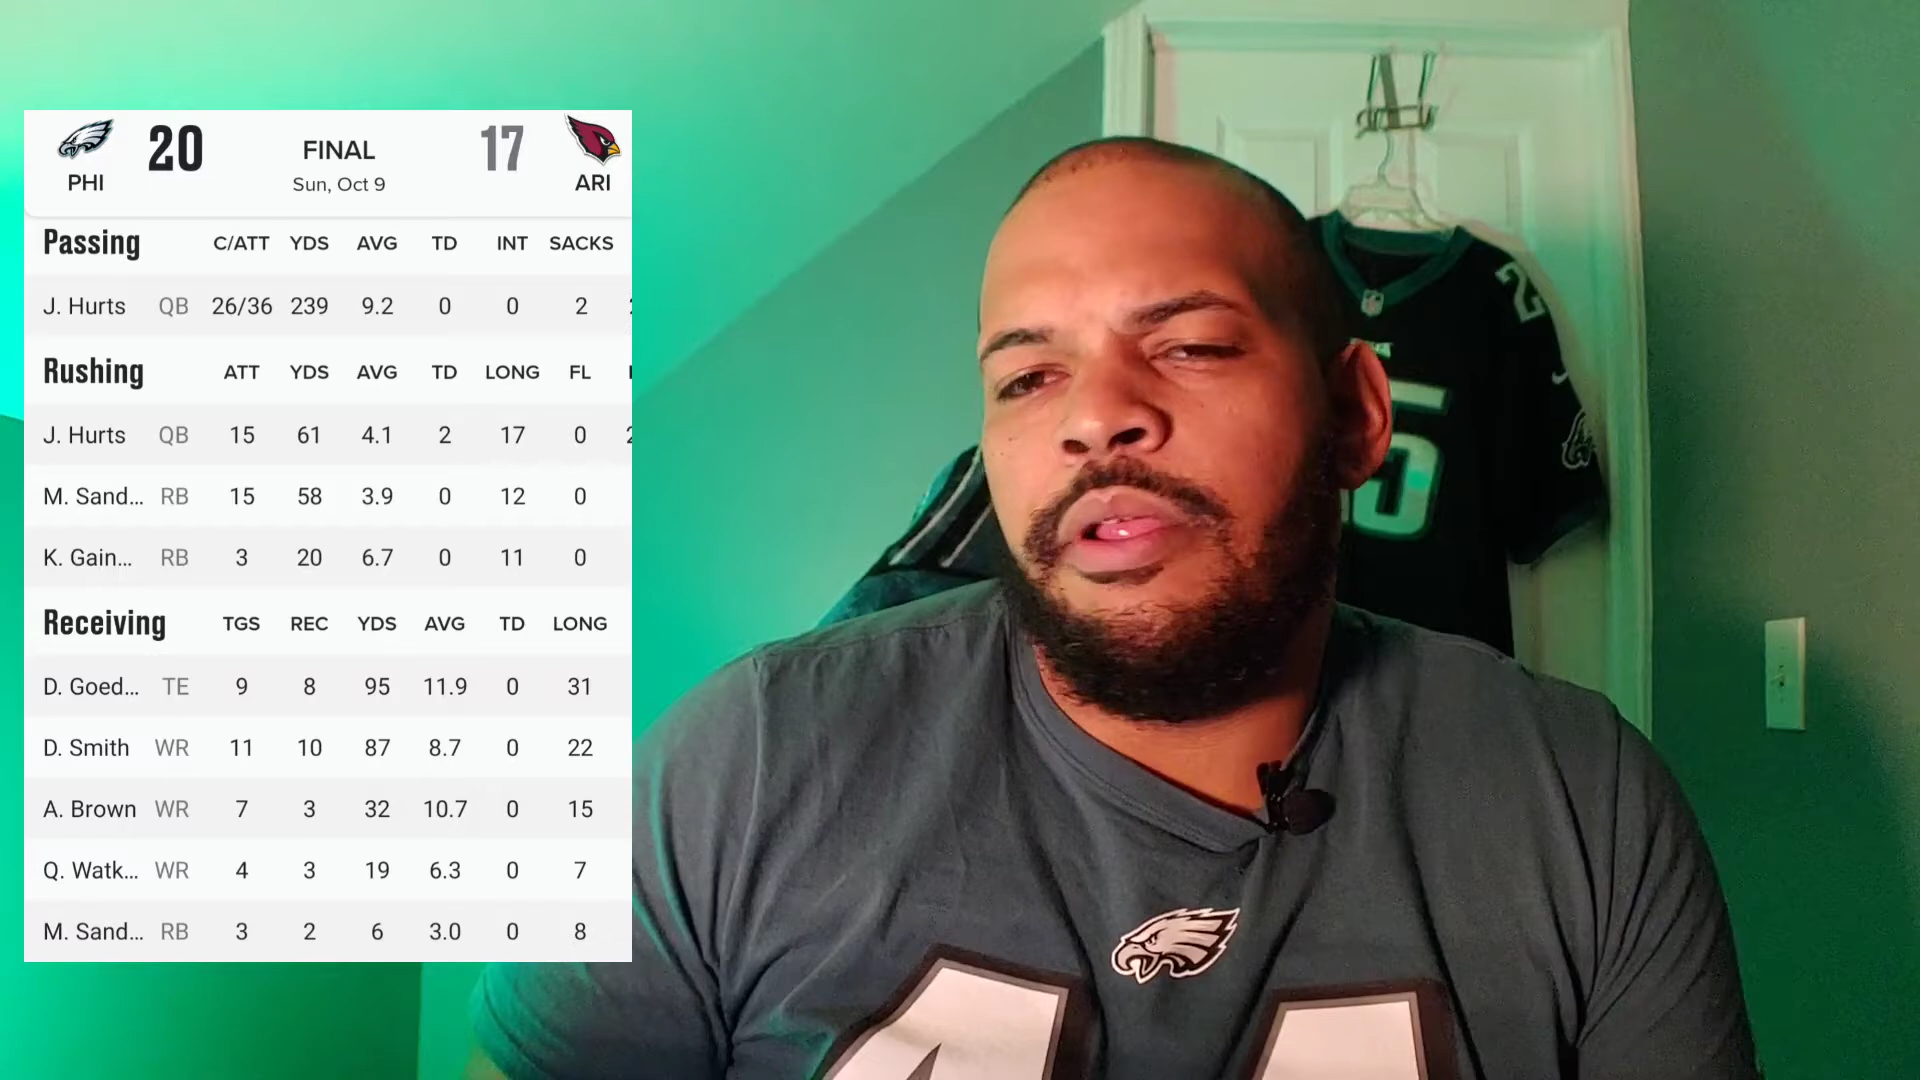 20 FINAL 17
PHI Sun, Oct 9 ARI
Passing C/ATT YDS AVG TD INT SACKS
J. Hurts QB 26/36 239 9.2 0 0 2
Rushing ATT YDS AVG TD LONG FL
J. Hurts QB 15 61 4.1 2 17 0
M. Sand... RB 15 58 3.9 0 12 0
K. Gain... RB 3 20 6.7 0 11 0
Receiving TGS REC YDS AVG TD LONG
D. Goed... TE 9 8 95 11.9 0 31
D. Smith WR 11 10 87 8.7 0 22
A. Brown WR 7 3 32 10.7 0 15
Q. Watk... WR 4 3 19 6.3 0 7
M. Sand... RB 3 2 6 3.0 0 8